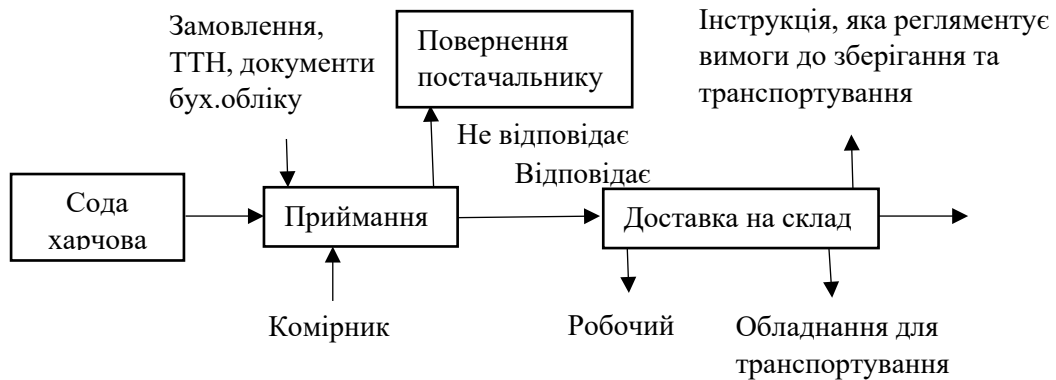 Замовлення,
ТТН, документи
бух.обліку
Повернення
постачальнику
Інструкція, яка регляментує
вимоги до зберігання та
транспортування
Не відповідає
Відповідає
Сода
харчова
Приймання
Доставка на склад
Комірник
Робочий
Обладнання для
транспортування